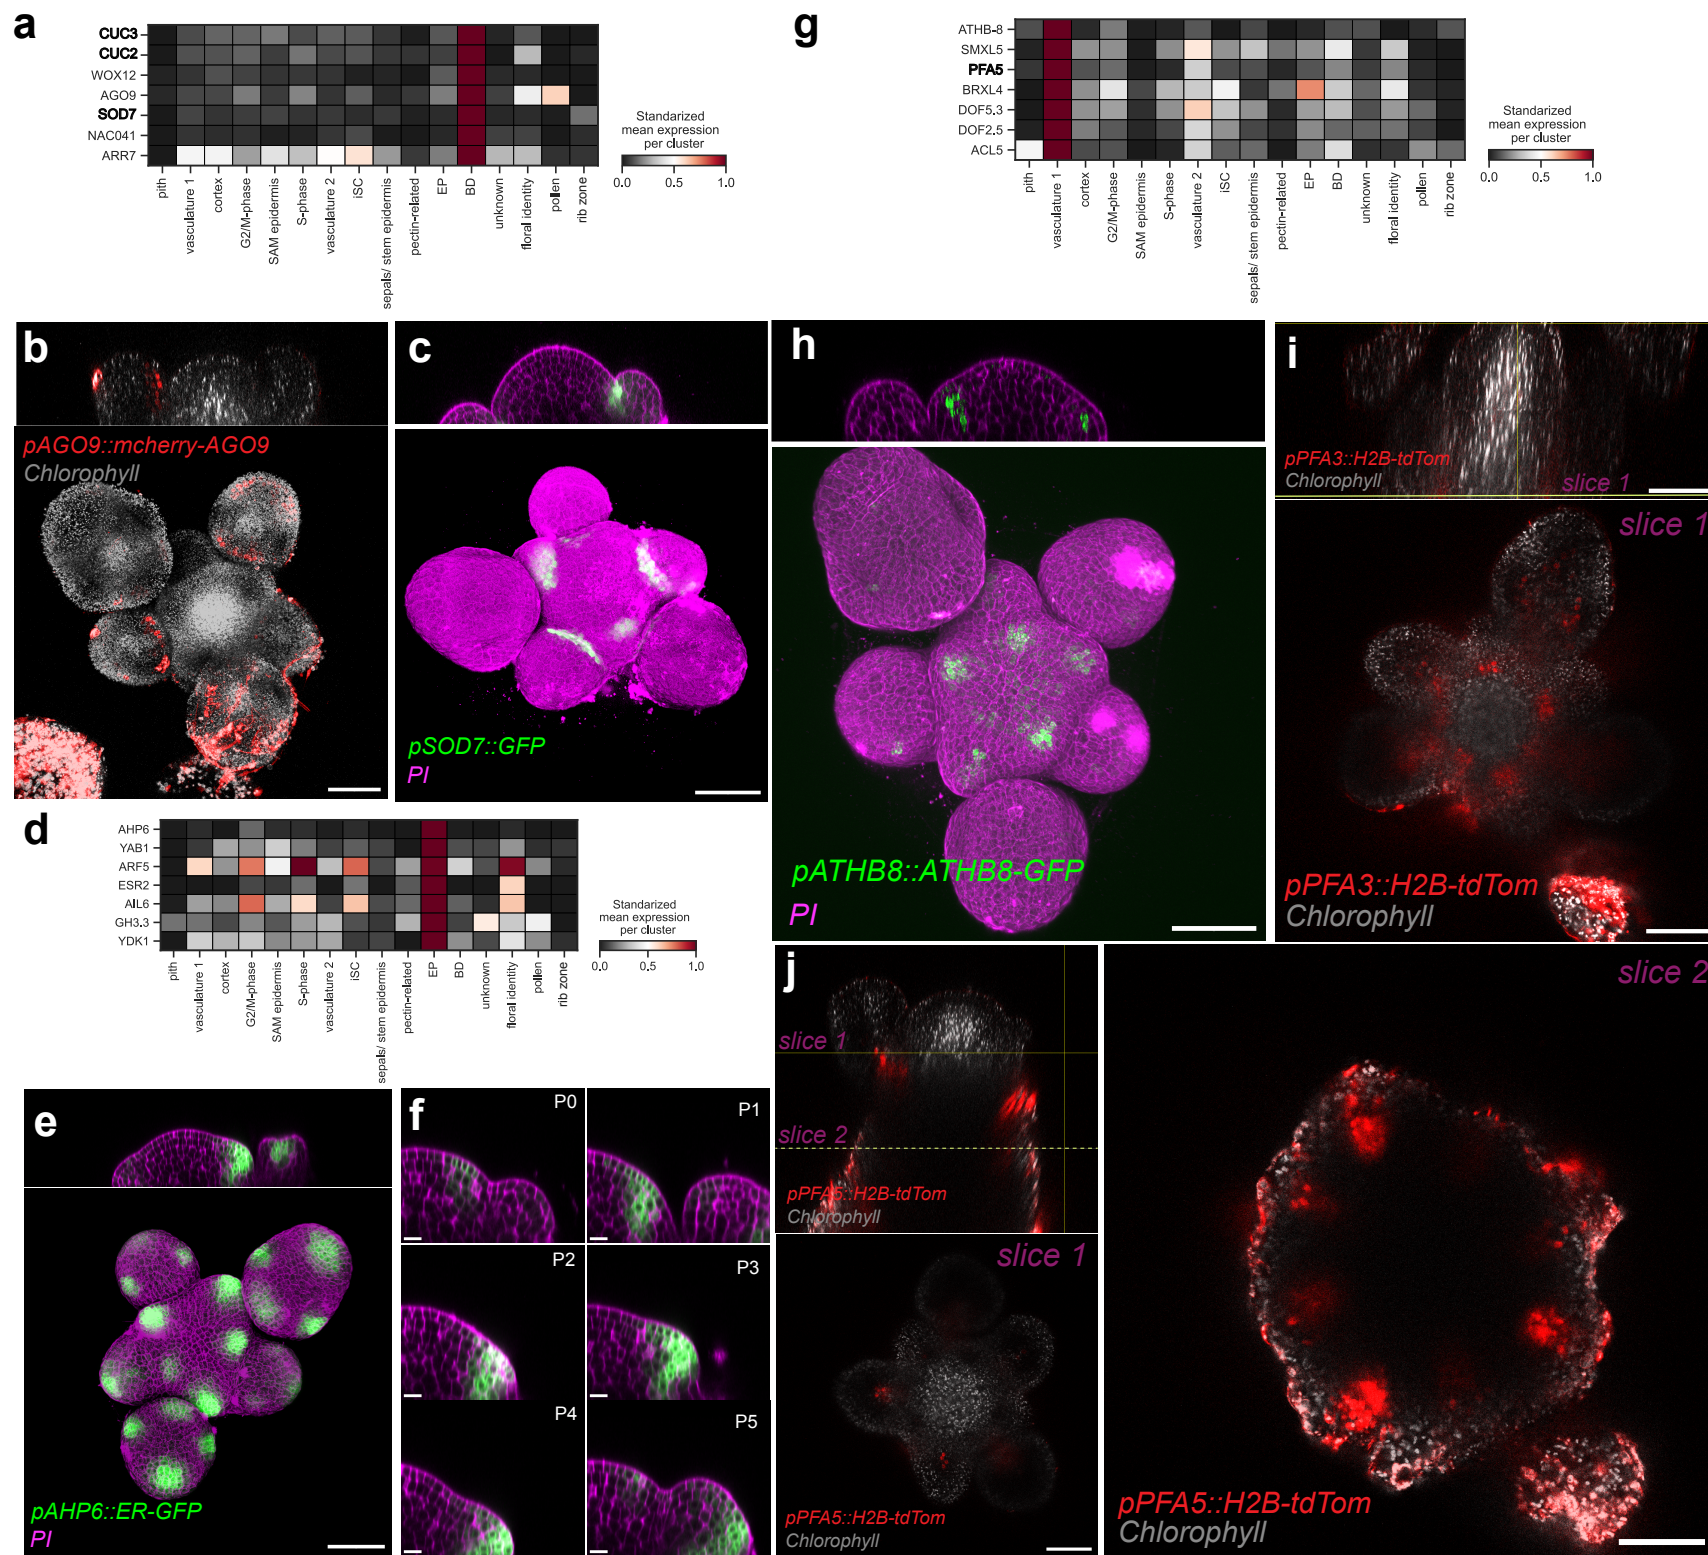 a
CUC3
CUC2
WOX12
AGO9
SOD7
NAC041
ARR7
pith
vasculature 1
cortex
G2/M-phase
SAM epidermis
S-phase
vasculature 2
iSC
sepals/ stem epidermis
pectin-related
EP
BD
unknown
floral identity
pollen
rib zone
Standarized
mean expression
per cluster
0.0 0.5 1.0
g
ATHB-8
SMXL5
PFA5
BRXL4
DOF5.3
DOF2.5
ACL5
pith
vasculature 1
cortex
G2/M-phase
SAM epidermis
S-phase
vasculature 2
iSC
sepals/ stem epidermis
pectin-related
EP
BD
unknown
floral identity
pollen
rib zone
Standarized
mean expression
per cluster
0.0 0.5 1.0
b
pAGO9::mcherry-AGO9
Chlorophyll
c
pSOD7::GFP
PI
h
pATHB8::ATHB8-GFP
PI
i
pPFA3::H2B-tdTom
Chlorophyll
slice 1
slice 1
pPFA3::H2B-tdTom
Chlorophyll
d
AHP6
YAB1
ARF5
ESR2
AIL6
GH3.3
YDK1
pith
vasculature 1
cortex
G2/M-phase
SAM epidermis
S-phase
vasculature 2
iSC
sepals/ stem epidermis
pectin-related
EP
BD
unknown
floral identity
pollen
rib zone
Standarized
mean expression
per cluster
0.0 0.5 1.0
e
pAHP6::ER-GFP
PI
f
P0
P1
P2
P3
P4
P5
j
slice 1
slice 2
pPFA5::H2B-tdTom
Chlorophyll
slice 1
pPFA5::H2B-tdTom
Chlorophyll
slice 2
pPFA5::H2B-tdTom
Chlorophyll